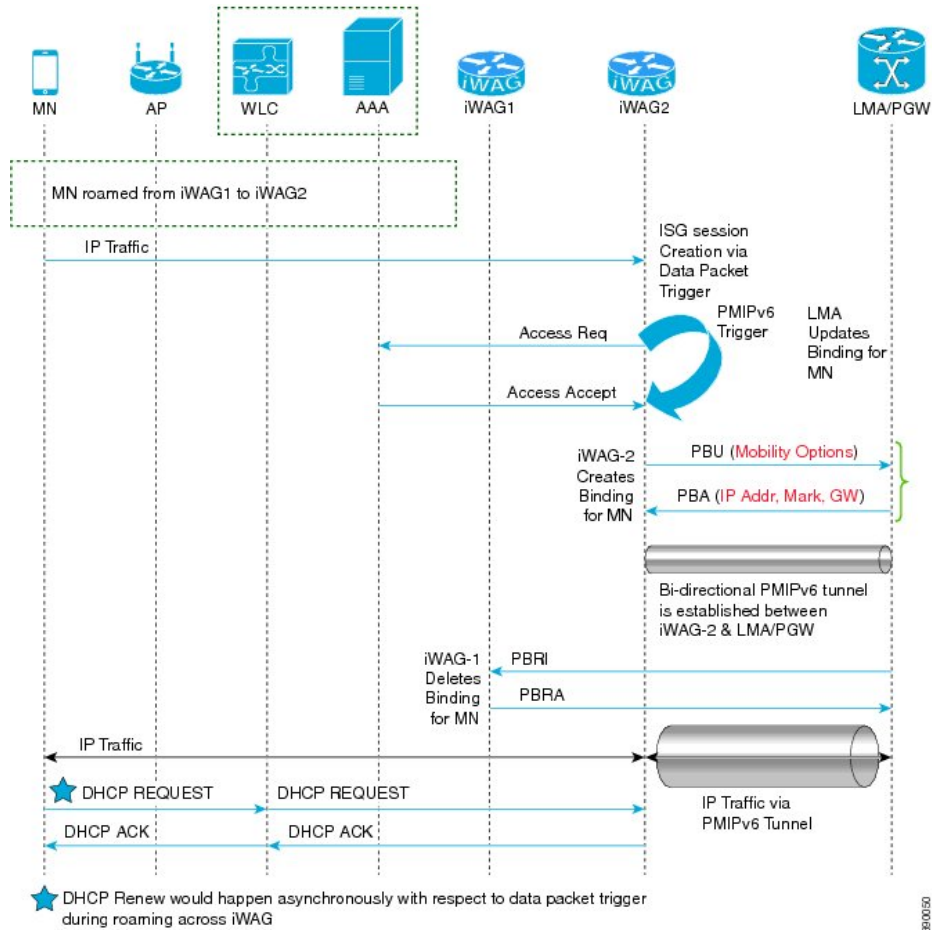 MN
AP
WLC
AAA
iWAG
iWAG1
iWAG
iWAG2
LMA/PGW
MN roamed from iWAG1 to iWAG2
IP Traffic
ISG session
Creation via
Data Packet
Trigger
PMIPv6
Trigger
LMA
Updates
Binding for
MN
Access Req
Access Accept
iWAG-2
Creates
Binding
for MN
PBU (Mobility Options)
PBA (IP Addr, Mark, GW)
Bi-directional PMIPv6 tunnel
is established between
iWAG-2 & LMA/PGW
iWAG-1
Deletes
Binding
for MN
PBRI
PBRA
IP Traffic
DHCP REQUEST
DHCP REQUEST
DHCP ACK
DHCP ACK
IP Traffic via
PMIPv6 Tunnel
DHCP Renew would happen asynchronously with respect to data packet trigger
during roaming across iWAG